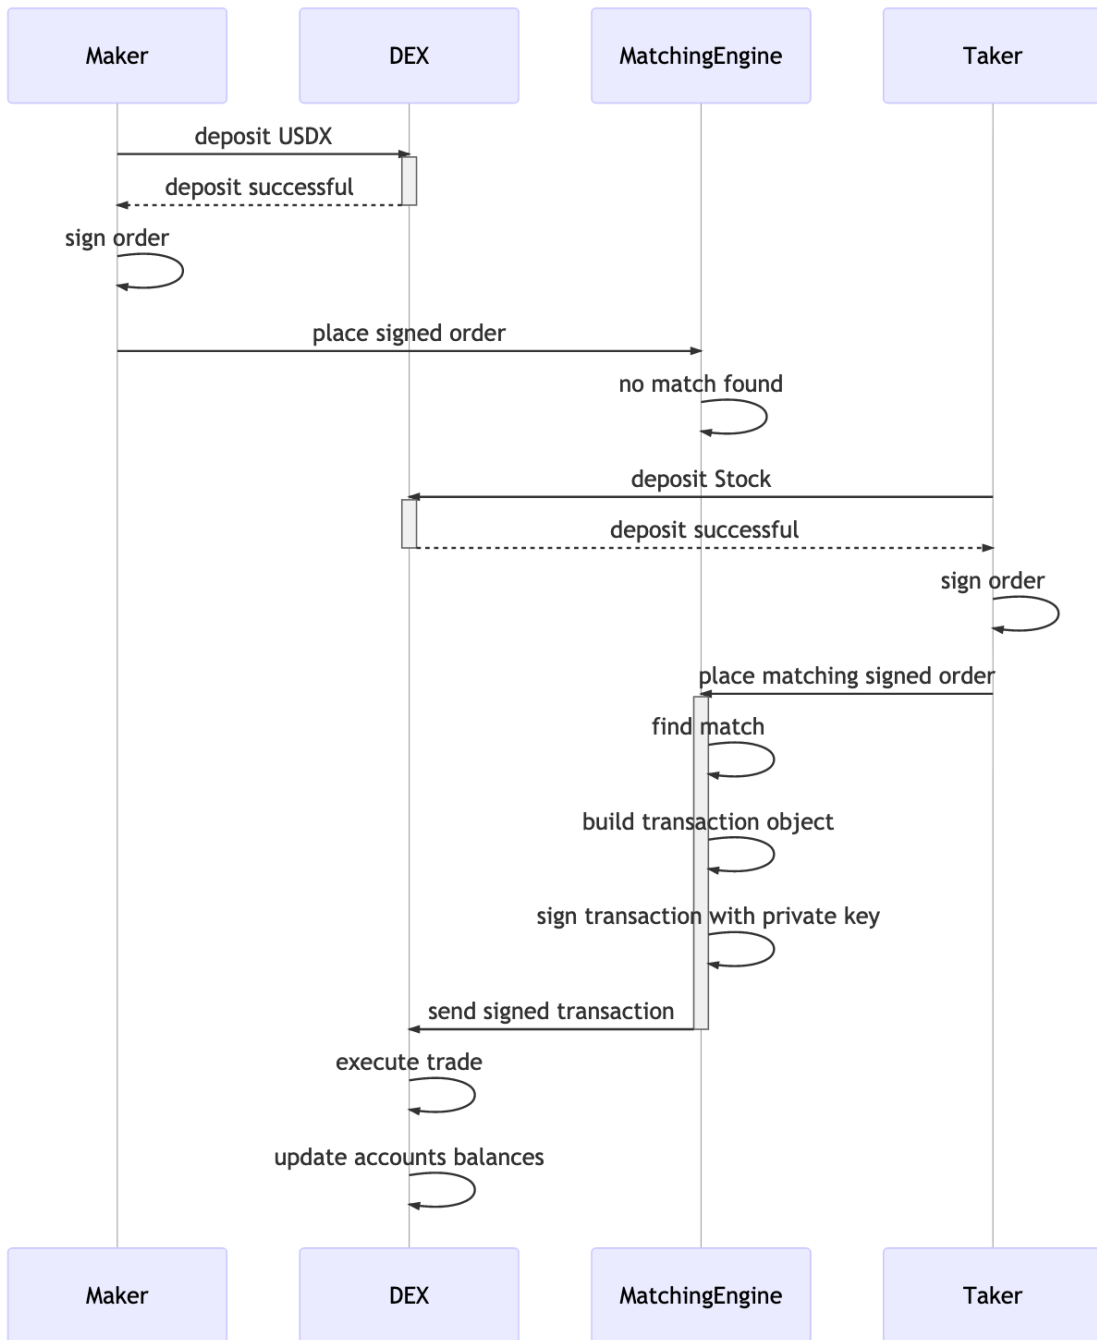 Maker
DEX
MatchingEngine
Taker
deposit USDX
deposit successful
sign order
place signed order
no match found
deposit Stock
deposit successful
sign order
place matching signed order
find match
build transaction object
sign transaction with private key
send signed transaction
execute trade
update accounts balances
Maker
DEX
MatchingEngine
Taker